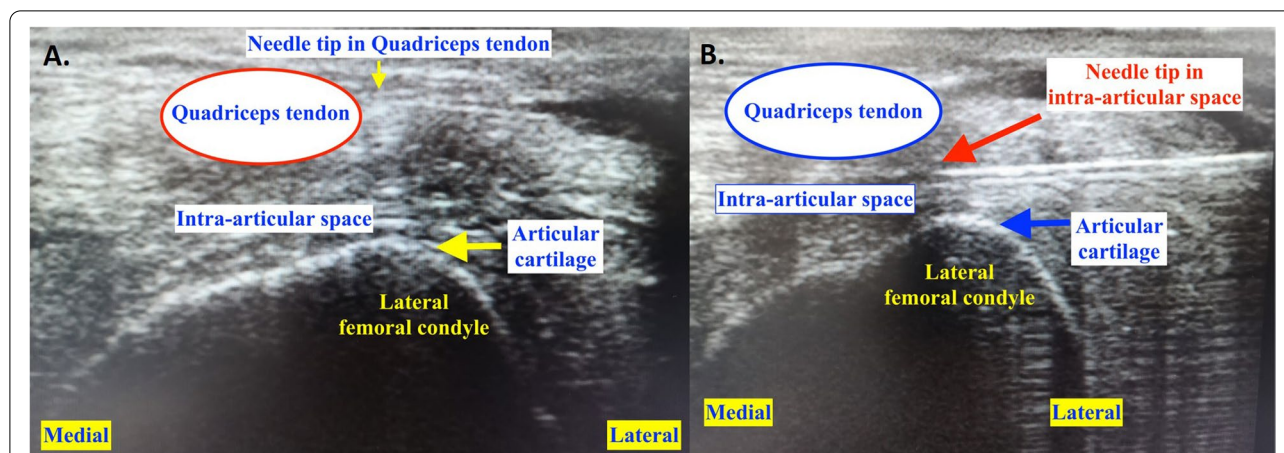 A.
Needle tip in Quadriceps tendon
Quadriceps tendon
Intra-articular space
Articular
cartilage
Lateral
femoral condyle
Medial
Lateral
B.
Needle tip in
intra-articular space
Quadriceps tendon
Intra-articular space
Articular
cartilage
Lateral
femoral condyle
Medial
Lateral